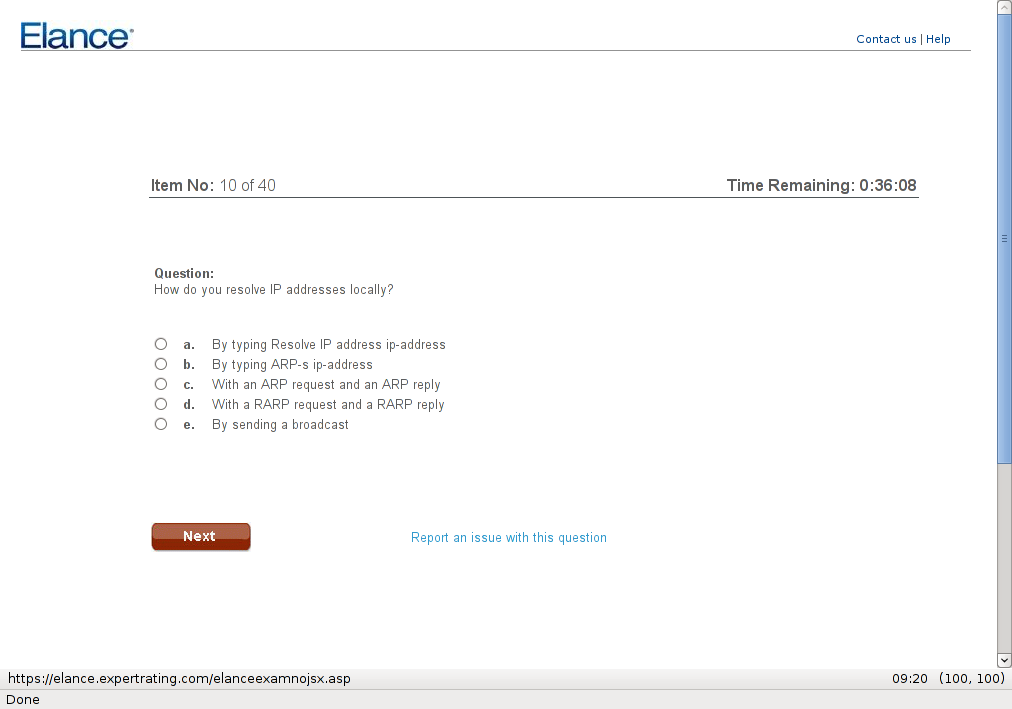 Elance®
Contact us | Help
Item No: 10 of 40
Time Remaining: 0:36:08
Question:
How do you resolve IP addresses locally?
a. By typing Resolve IP address ip-address
b. By typing ARP-s ip-address
c. With an ARP request and an ARP reply
d. With a RARP request and a RARP reply
e. By sending a broadcast
Next
Report an issue with this question
https://elance.expertrating.com/elanceexamnojsx.asp
09:20 (100, 100)
Done